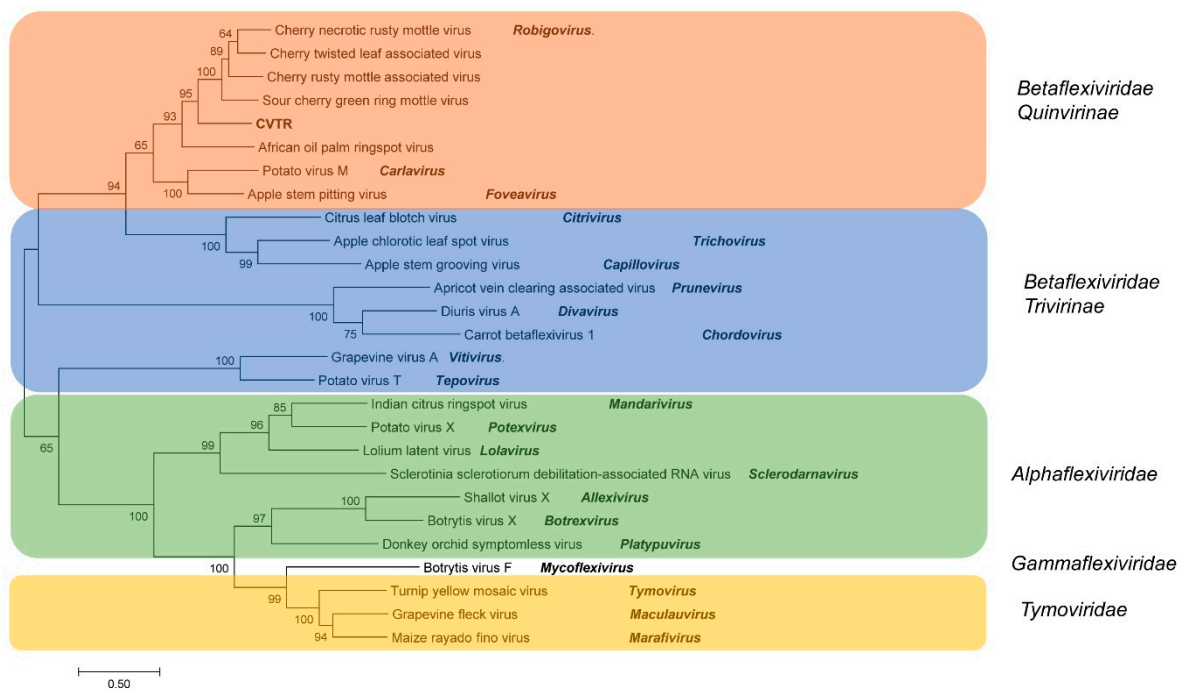 Cherry necrotic rusty mottle virus Robigovirus.
64
Cherry twisted leaf associated virus
89
Cherry rusty mottle associated virus
100
Betaflexiviridae
Quinvirinae
Sour cherry green ring mottle virus
95
CVTR
93
African oil palm ringspot virus
65
Potato virus M Carlavirus
94
100
Apple stem pitting virus Foveavirus
Citrus leaf blotch virus Citrivirus
100
Apple chlorotic leaf spot virus Trichovirus
99
Apple stem grooving virus Capillovirus
Apricot vein clearing associated virus Prunevirus
Betaflexiviridae
Trivirinae
100
Diuris virus A Divavirus
75
Carrot betaflexivirus 1 Chordovirus
100
Grapevine virus A Vitivirus.
Potato virus T Tepovirus
65
Indian citrus ringspot virus Mandarivirus
85
Potato virus X Potexvirus
96
Lolium latent virus Lolavirus
99
Sclerotinia sclerotiorum debilitation-associated RNA virus Sclerodarnavirus
Alphaflexiviridae
100
Shallot virus X Allexivirus
100
Botrytis virus X Botrexvirus
97
Donkey orchid symptomless virus Platypuvirus
100
Botrytis virus F Mycoflexivirus
Gammaflexiviridae
99
Turnip yellow mosaic virus Tymovirus
100
Grapevine fleck virus Maculauvirus
Tymoviridae
94
Maize rayado fino virus Marafivirus
0.50